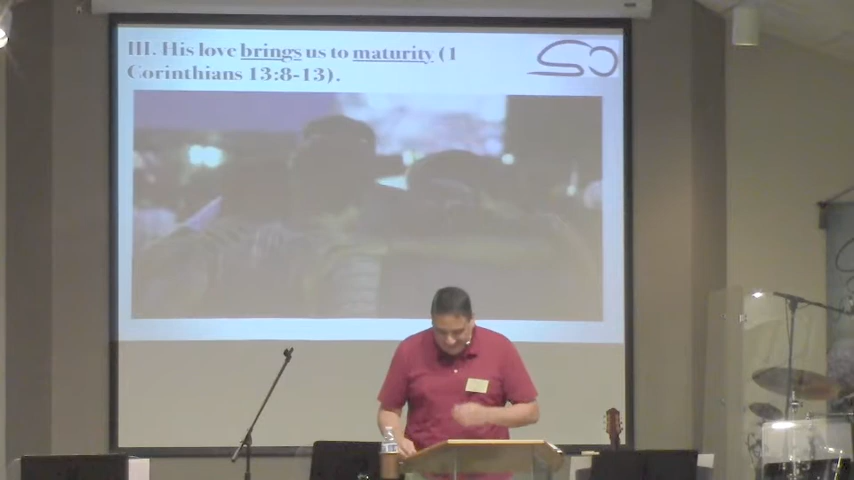 III. His love brings us to maturity (1
Corinthians 13:8-13).